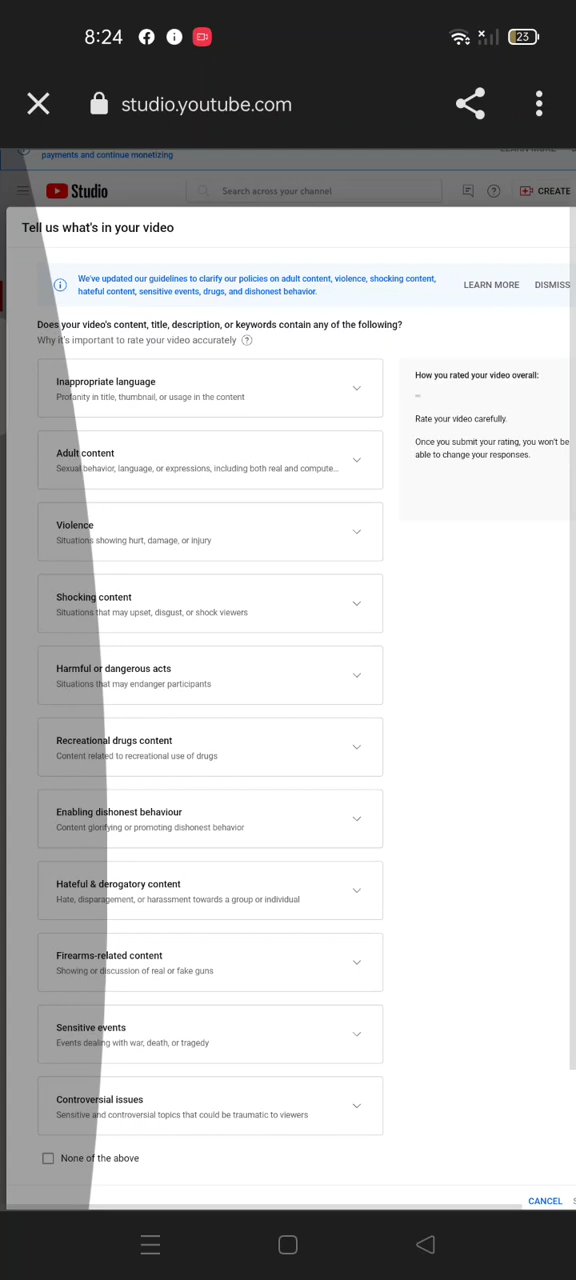 8:24
23
studio.youtube.com
payments and continue monetizing
Studio
Search across your channel
CREATE
Tell us what's in your video
We've updated our guidelines to clarify our policies on adult content, violence, shocking content,
hateful content, sensitive events, drugs, and dishonest behavior.
LEARN MORE
DISMISS
Does your video's content, title, description, or keywords contain any of the following?
Why it's important to rate your video accurately
Inappropriate language
Profanity in title, thumbnail, or usage in the content
How you rated your video overall:
Rate your video carefully.
Once you submit your rating, you won't be
able to change your responses.
Adult content
Sexual behavior, language, or expressions, including both real and compute...
Violence
Situations showing hurt, damage, or injury
Shocking content
Situations that may upset, disgust, or shock viewers
Harmful or dangerous acts
Situations that may endanger participants
Recreational drugs content
Content related to recreational use of drugs
Enabling dishonest behaviour
Content glorifying or promoting dishonest behavior
Hateful & derogatory content
Hate, disparagement, or harassment towards a group or individual
Firearms-related content
Showing or discussion of real or fake guns
Sensitive events
Events dealing with war, death, or tragedy
Controversial issues
Sensitive and controversial topics that could be traumatic to viewers
None of the above
CANCEL